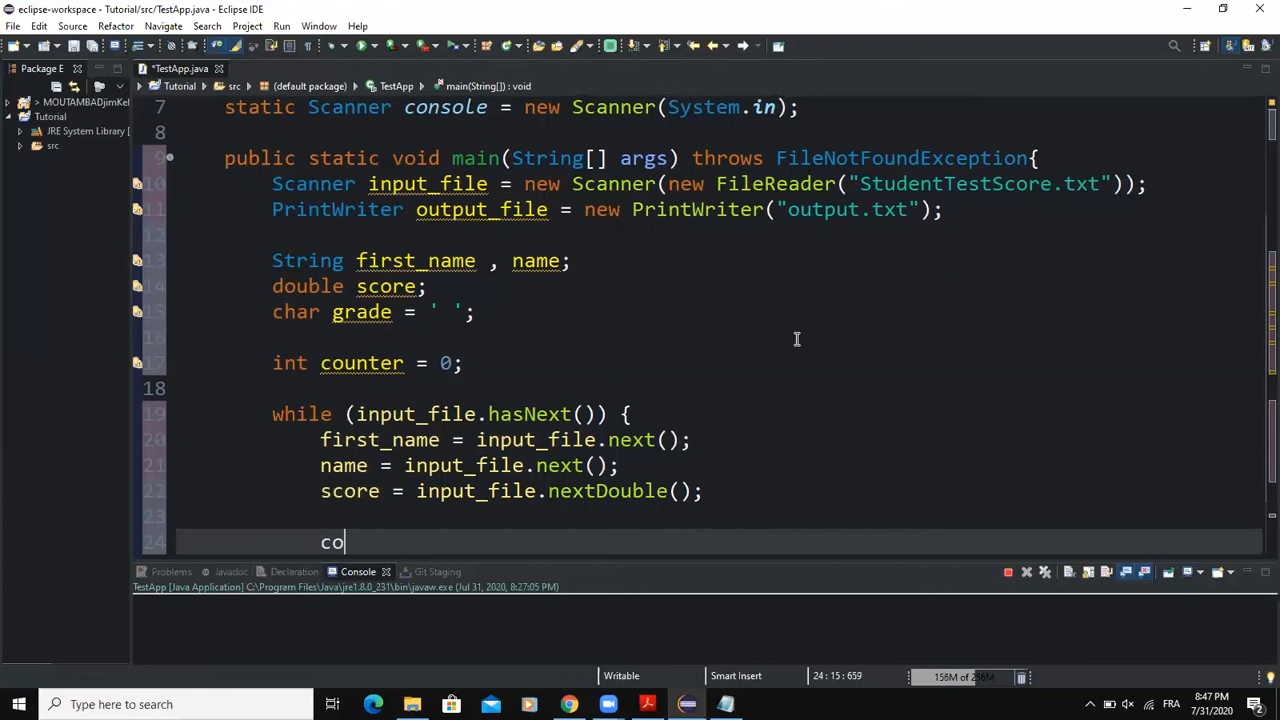 eclipse-workspace - Tutorial/src/TestApp.java - Eclipse IDE
File Edit Source Refactor Navigate Search Project Run Window Help
Package E
*TestApp.java
Tutorial src (default package) TestApp main(String[]) : void
> MOUTAMBADjimKel
Tutorial
JRE System Library [
src
7 static Scanner console = new Scanner(System.in);
8
9 public static void main(String[] args) throws FileNotFoundException{
10 Scanner input_file = new Scanner(new FileReader("StudentTestScore.txt"));
11 PrintWriter output_file = new PrintWriter("output.txt");
12
13 String first_name , name;
14 double score;
15 char grade = ' ';
16
17 int counter = 0;
18
19 while (input_file.hasNext()) {
20 first_name = input_file.next();
21 name = input_file.next();
22 score = input_file.nextDouble();
23
24 co
Problems Javadoc Declaration Console Git Staging
TestApp [Java Application] C:\Program Files\Java\jre1.8.0_231\bin\javaw.exe (Jul 31, 2020, 8:27:05 PM)
Writable Smart Insert 24 : 15 : 659 156M of 256M
Type here to search
FRA
8:47 PM
7/31/2020
2